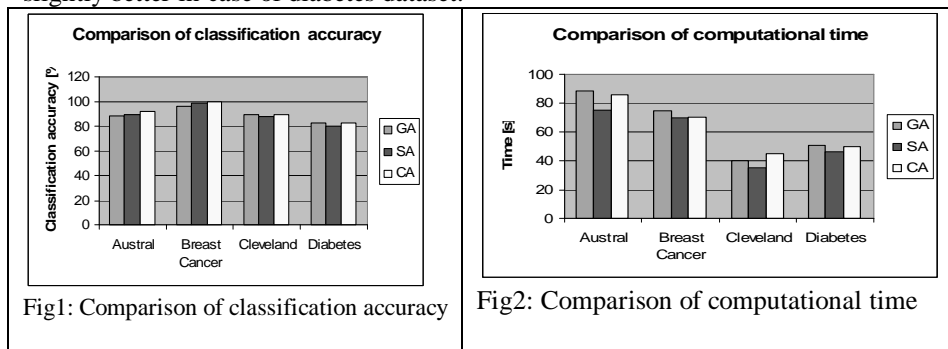 slightly better in case of diabetes dataset.
Comparison of classification accuracy
Classification accuracy [%
120
100
80
60
40
20
0
Austral
Breast
Cancer
Cleveland
Diabetes
GA
SA
CA
Fig1: Comparison of classification accuracy
Comparison of computational time
Time [s]
100
80
60
40
20
0
Austral
Breast
Cancer
Cleveland
Diabetes
GA
SA
CA
Fig2: Comparison of computational time